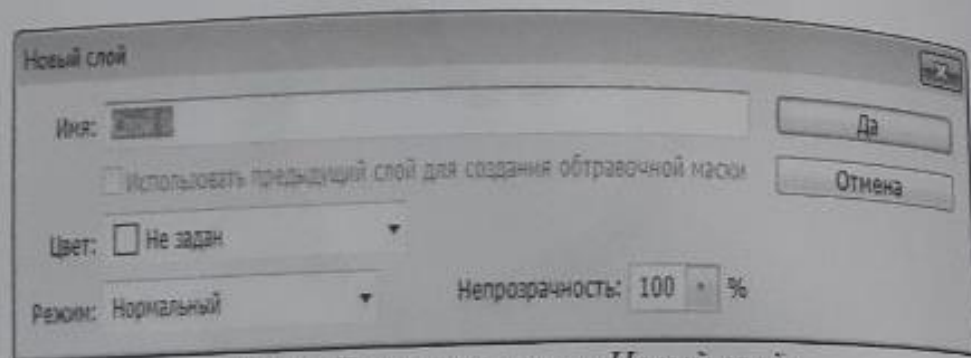 Новый слой
Имя:
Да
Использовать предыдущий слой для создания обтравочной маски
Отмена
Цвет: Не задан
Режим: Нормальный Непрозрачность: 100 %